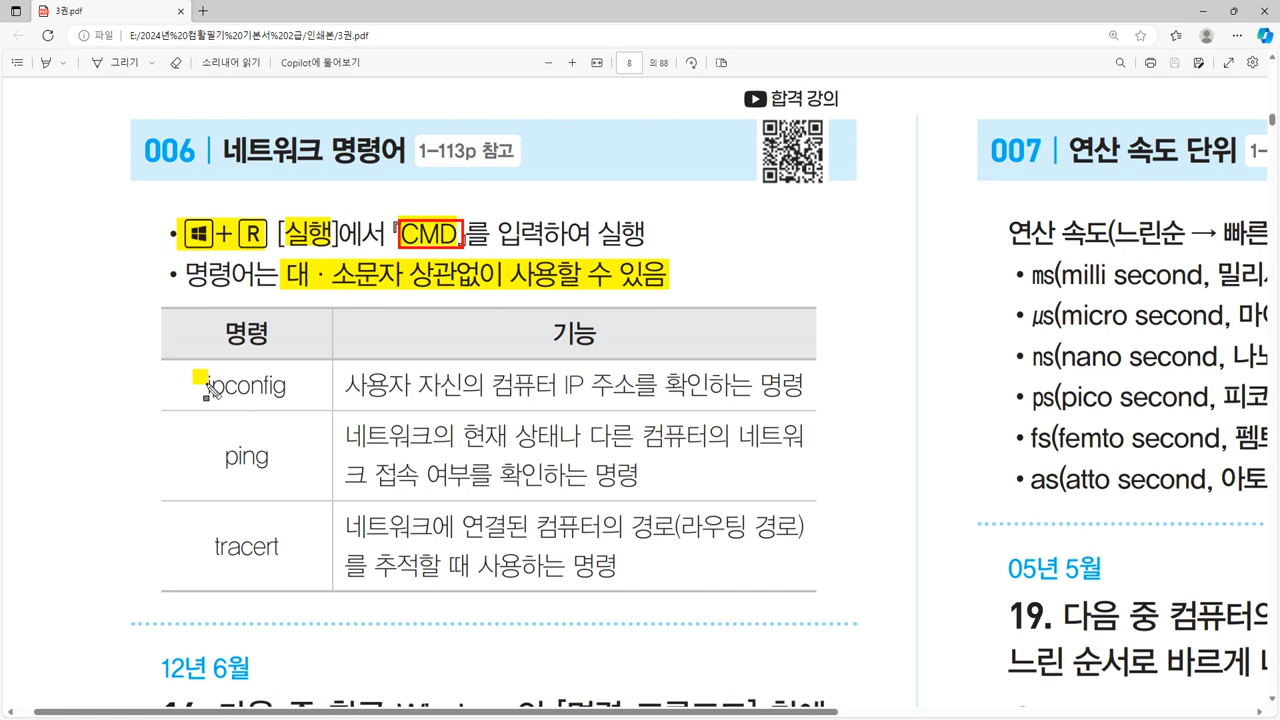 3권.pdf
파일
E:/2024년%20컴활필기%20기본서%202급/인쇄본/3권.pdf
그리기
소리내어 읽기
Copilot에 물어보기
8
외 88
합격 강의
006 네트워크 명령어 1-113p 참고
• + R [실행]에서 『CMD』를 입력하여 실행
• 명령어는 대·소문자 상관없이 사용할 수 있음
명령 기능
ipconfig 사용자 자신의 컴퓨터 IP 주소를 확인하는 명령
ping 네트워크의 현재 상태나 다른 컴퓨터의 네트워
크 접속 여부를 확인하는 명령
tracert 네트워크에 연결된 컴퓨터의 경로(라우팅 경로)
를 추적할 때 사용하는 명령
12년 6월
007 연산 속도 단위 1-
연산 속도(느린순 → 빠른
• ms(milli second, 밀리
• μs(micro second, 마이
• ns(nano second, 나노
• ps(pico second, 피코
• fs(femto second, 펨토
• as(atto second, 아토
05년 5월
19. 다음 중 컴퓨터의
느린 순서로 바르게